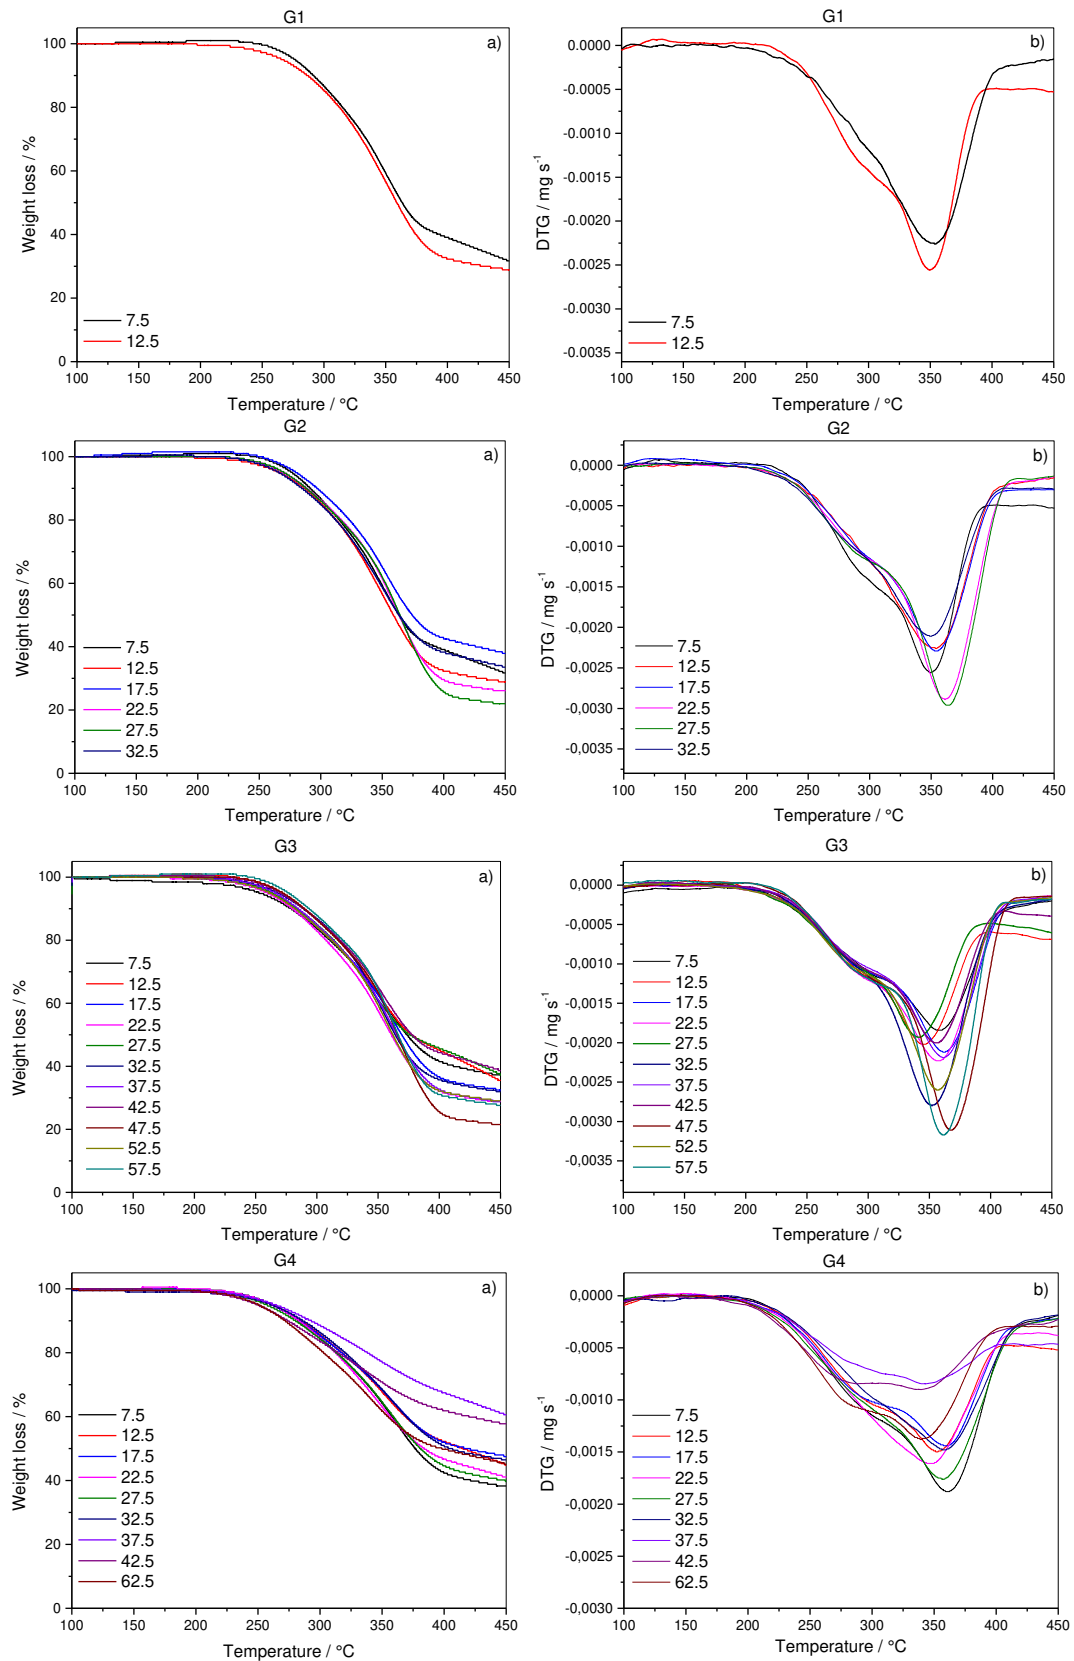 G1
a)
100
80
60
40
20
0
Weight loss / %
7.5
12.5
100 150 200 250 300 350 400 450
Temperature / °C
G1
b)
0.0000
-0.0005
-0.0010
-0.0015
-0.0020
-0.0025
-0.0030
-0.0035
DTG / mg s⁻¹
7.5
12.5
100 150 200 250 300 350 400 450
Temperature / °C
G2
a)
100
80
60
40
20
0
Weight loss / %
7.5
12.5
17.5
22.5
27.5
32.5
100 150 200 250 300 350 400 450
Temperature / °C
G2
b)
0,0000
-0,0005
-0,0010
-0,0015
-0,0020
-0,0025
-0,0030
-0,0035
DTG / mg s⁻¹
7.5
12.5
17.5
22.5
27.5
32.5
100 150 200 250 300 350 400 450
Temperature / °C
G3
a)
100
80
60
40
20
0
Weight loss / %
7.5
12.5
17.5
22.5
27.5
32.5
37.5
42.5
47.5
52.5
57.5
100 150 200 250 300 350 400 450
Temperature / °C
G3
b)
0,0000
-0,0005
-0,0010
-0,0015
-0,0020
-0,0025
-0,0030
-0,0035
DTG / mg s⁻¹
7.5
12.5
17.5
22.5
27.5
32.5
37.5
42.5
47.5
52.5
57.5
100 150 200 250 300 350 400 450
Temperature / °C
G4
a)
100
80
60
40
20
0
Weight loss / %
7.5
12.5
17.5
22.5
27.5
32.5
37.5
42.5
62.5
100 150 200 250 300 350 400 450
Temperature / °C
G4
b)
0,0000
-0,0005
-0,0010
-0,0015
-0,0020
-0,0025
-0,0030
DTG / mg s⁻¹
7.5
12.5
17.5
22.5
27.5
32.5
37.5
42.5
62.5
100 150 200 250 300 350 400 450
Temperature / °C